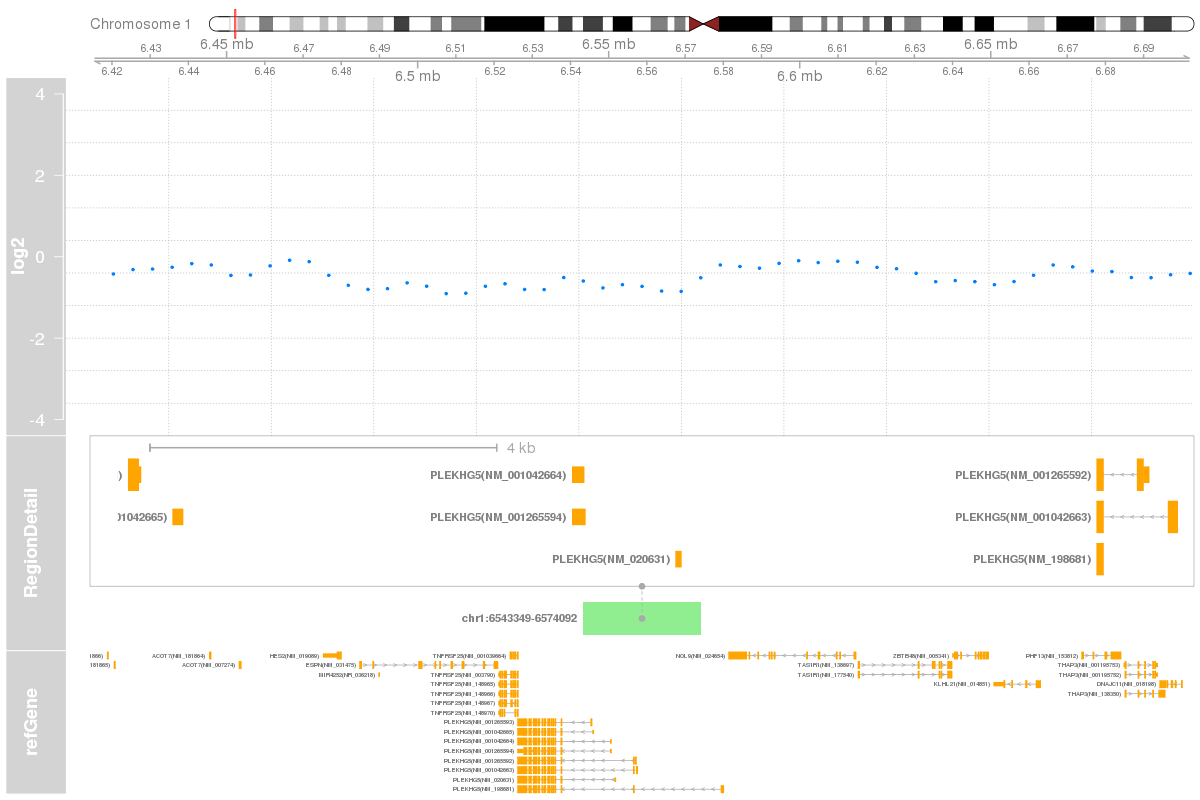 Chromosome 1
6.43 6.45 mb 6.47 6.49 6.51 6.53 6.55 mb 6.57 6.59 6.61 6.63 6.65 mb 6.67 6.69
6.42 6.44 6.46 6.48 6.5 mb 6.52 6.54 6.56 6.58 6.6 mb 6.62 6.64 6.66 6.68
log2
4
2
0
-2
-4
RegionDetail
4 kb
) PLEKHG5(NM_001042664) PLEKHG5(NM_001265592)
01042665) PLEKHG5(NM_001265594) PLEKHG5(NM_001042663)
PLEKHG5(NM_020631) PLEKHG5(NM_198681)
chr1:6543349-6574092
refGene
1866) ACOT7(NM_181864) HES2(NM_019089) TNFRSF25(NM_001039664) NOL9(NM_024654) ZBTB48(NM_005341) PHF13(NM_153812)
181865) ACOT7(NM_007274) ESPN(NM_031475) TAS1R1(NM_138697) THAP3(NM_001195753)
MIR4252(NR_036218) TNFRSF25(NM_003790) TAS1R1(NM_177540) THAP3(NM_001195752)
TNFRSF25(NM_148965) KLHL21(NM_014851) DNAJC11(NM_018198)
TNFRSF25(NM_148966) THAP3(NM_138350)
TNFRSF25(NM_148967)
TNFRSF25(NM_148970)
PLEKHG5(NM_001265593)
PLEKHG5(NM_001042665)
PLEKHG5(NM_001042664)
PLEKHG5(NM_001265594)
PLEKHG5(NM_001265592)
PLEKHG5(NM_001042663)
PLEKHG5(NM_020631)
PLEKHG5(NM_198681)